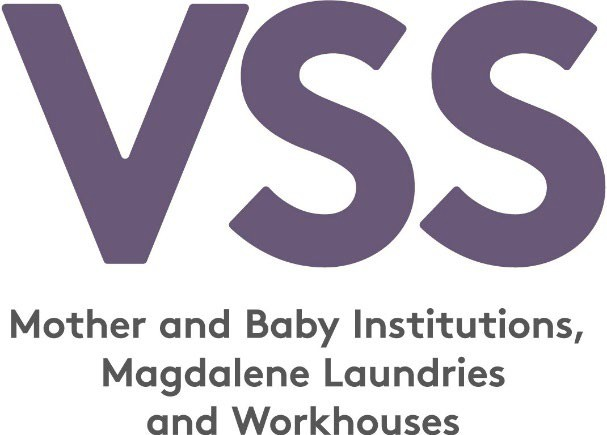 VSS
Mother and Baby Institutions,
Magdalene Laundries
and Workhouses